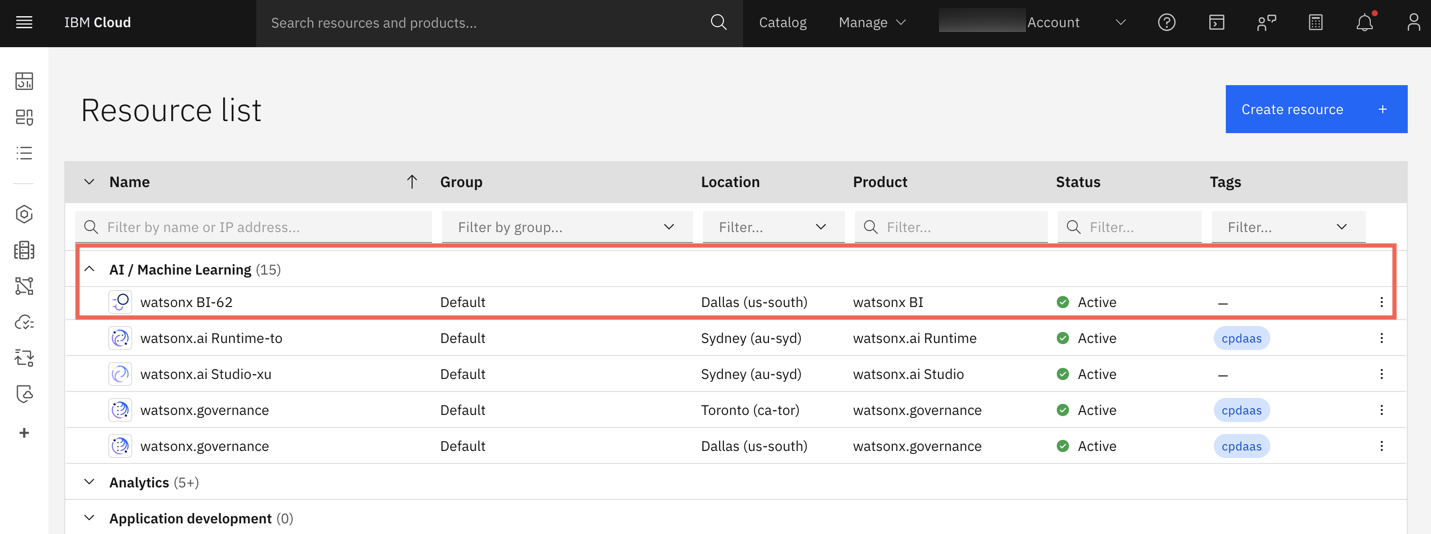 IBM Cloud Search resources and products... Catalog Manage Account
Resource list
Create resource +
Name Group Location Product Status Tags
Filter by name or IP address... Filter by group... Filter... Filter... Filter... Filter...
AI / Machine Learning (15)
watsonx BI-62 Default Dallas (us-south) watsonx BI Active –
watsonx.ai Runtime-to Default Sydney (au-syd) watsonx.ai Runtime Active cpdaas
watsonx.ai Studio-xu Default Sydney (au-syd) watsonx.ai Studio Active –
watsonx.governance Default Toronto (ca-tor) watsonx.governance Active cpdaas
watsonx.governance Default Dallas (us-south) watsonx.governance Active cpdaas
Analytics (5+)
Application development (0)